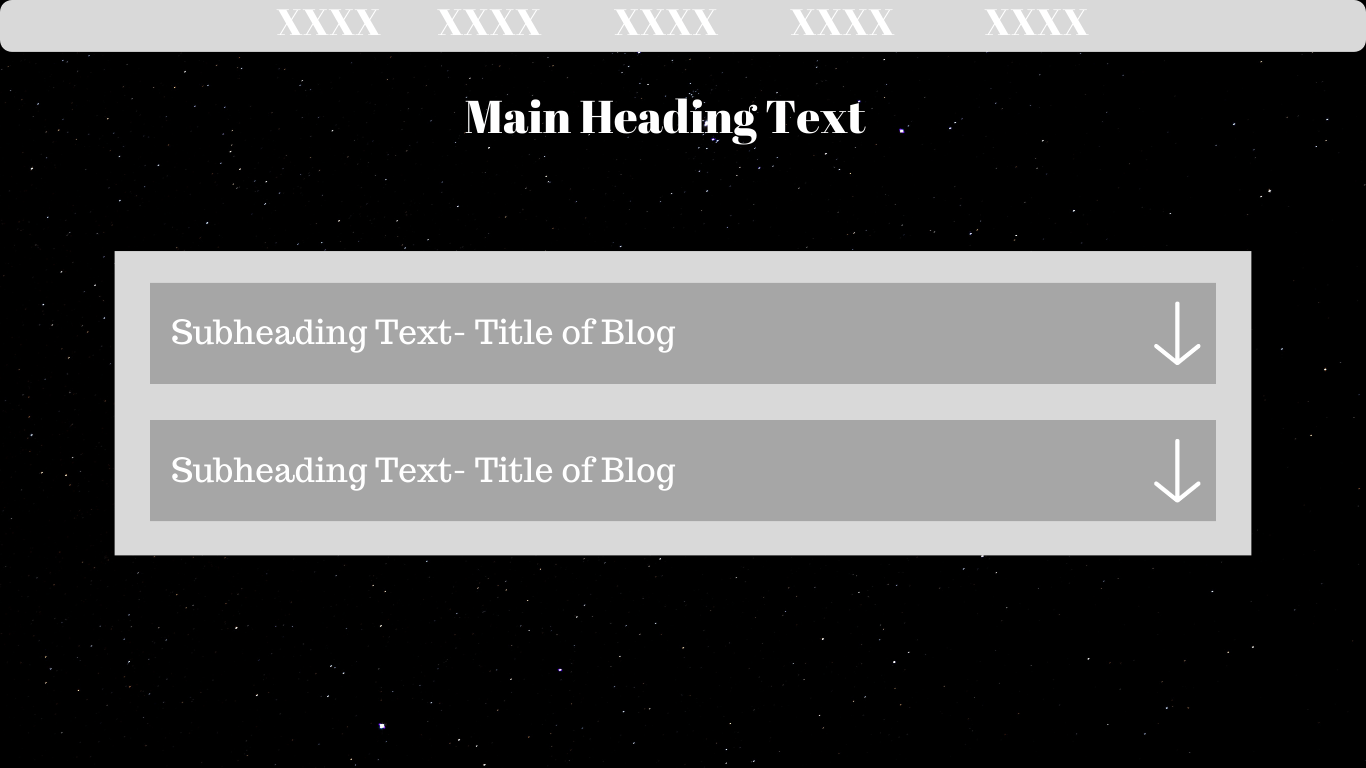 XXXX XXXX XXXX XXXX XXXX
Main Heading Text
Subheading Text- Title of Blog
Subheading Text- Title of Blog